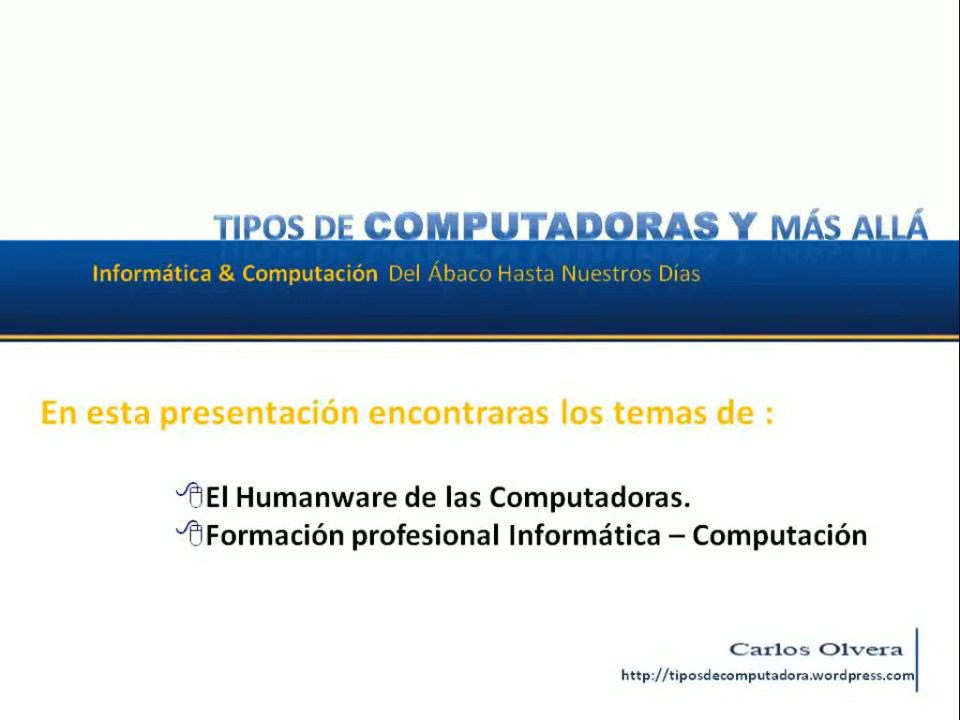 TIPOS DE COMPUTADORAS Y MÁS ALLÁ
Informática & Computación Del Ábaco Hasta Nuestros Días
En esta presentación encontraras los temas de :
El Humanware de las Computadoras.
Formación profesional Informática – Computación
Carlos Olvera
http://tiposdecomputadora.wordpress.com